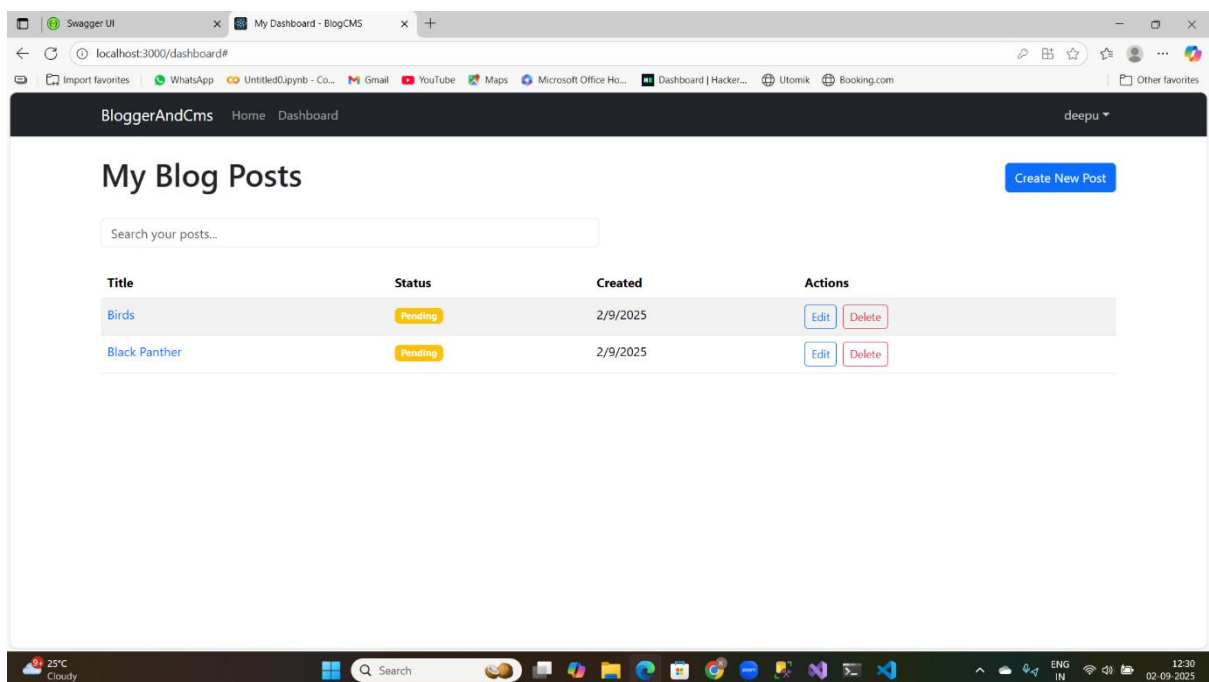 Swagger UI My Dashboard - BlogCMS
localhost:3000/dashboard#
Import favorites WhatsApp Untitled0.ipynb - Co... Gmail YouTube Maps Microsoft Office Ho... Dashboard | Hacker... Utomik Booking.com Other favorites
BloggerAndCms Home Dashboard deepu
My Blog Posts Create New Post
Search your posts...
Title Status Created Actions
Birds Pending 2/9/2025 Edit Delete
Black Panther Pending 2/9/2025 Edit Delete
9+ 25°C Search ENG 12:30
Cloudy IN 02-09-2025